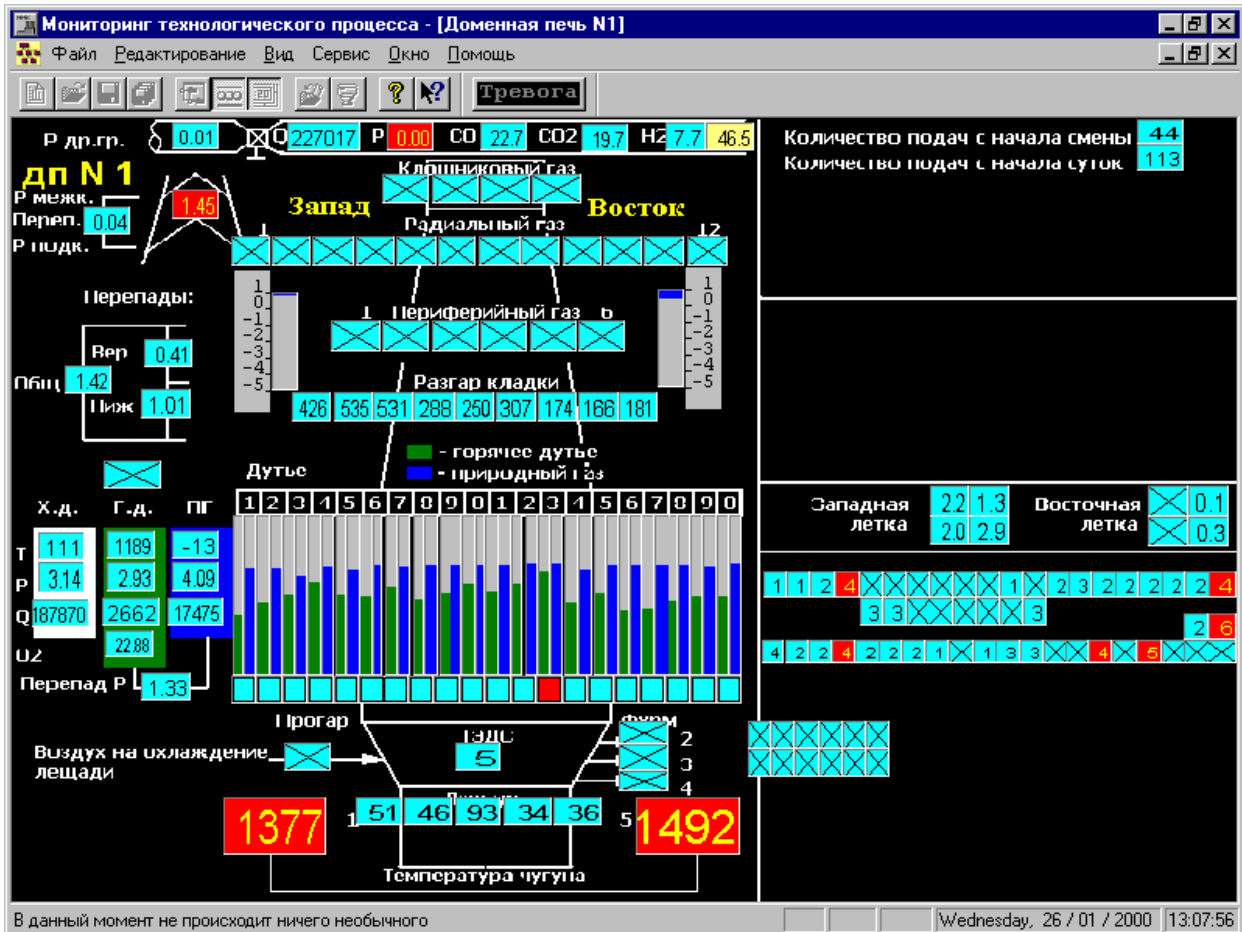 Мониторинг технологического процесса - [Доменная печь N1]
Файл Редактирование Вид Сервис Окно Помощь
Тревога
Р др.гр. 0.01 Q 227017 P 0.00 CO 22.7 CO2 19.7 H2 7.7 46.5
Количество подач с начала смены 44
Количество подач с начала суток 113
дп N 1
Колошниковый газ
Р межк.
Переп. 0.04
Р подк.
1.45
Запад Восток
Радиальный газ
1 12
Перепады:
1 Периферийный газ 6
1 0 -1 -2 -3 -4 -5
1 0 -1 -2 -3 -4 -5
Вер 0.41
Общ 1.42
Ниж 1.01
Разгар кладки
426 535 531 288 250 307 174 166 181
- горячее дутье
- природный газ
Дутье
1 2 3 4 5 6 7 8 9 0 1 2 3 4 5 6 7 8 9 0
Х.д. Г.д. ПГ
T 111 1189 -13
P 3.14 2.93 4.09
Q 187870 2662 17475
O2 22.88
Перепад Р 1.33
Западная летка 2.2 1.3
2.0 2.9
Восточная летка 0.1
0.3
1 1 2 4 1 2 3 2 2 2 2 2 4
3 3 3
2 6
4 2 2 4 2 2 2 1 1 3 3 4 5
Прогар Фурм
ТЭДС
5
2
3
4
Воздух на охлаждение
лещади
1377 1 51 46 93 34 36 5 1492
Температура чугуна
В данный момент не происходит ничего необычного Wednesday, 26 / 01 / 2000 13:07:56